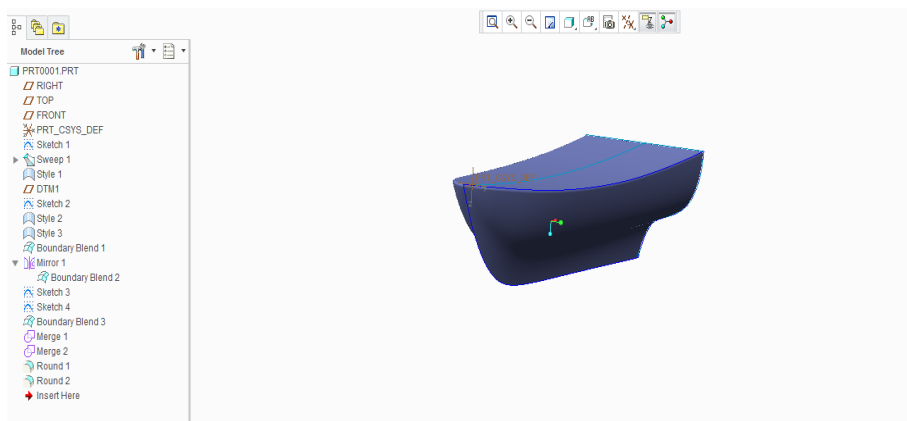 Model Tree
PRT0001.PRT
RIGHT
TOP
FRONT
PRT_CSYS_DEF
Sketch 1
Sweep 1
Style 1
DTM1
Sketch 2
Style 2
Style 3
Boundary Blend 1
Mirror 1
Boundary Blend 2
Sketch 3
Sketch 4
Boundary Blend 3
Merge 1
Merge 2
Round 1
Round 2
Insert Here